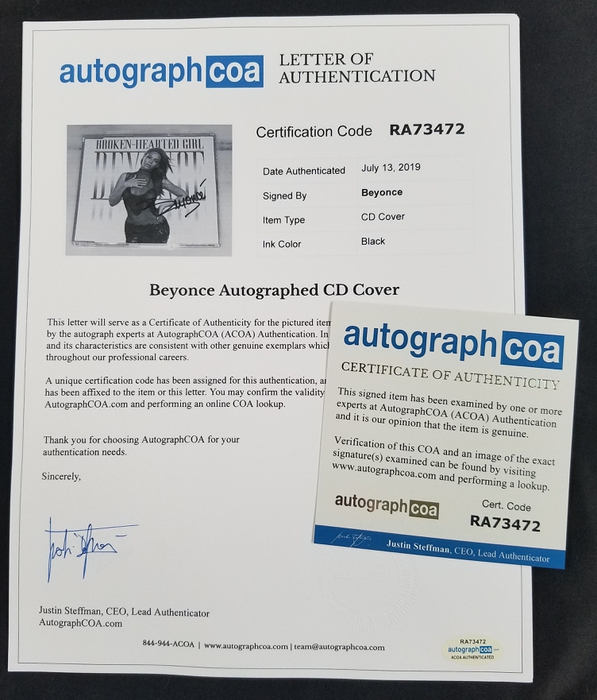 autographcoa
LETTER OF
AUTHENTICATION
Certification Code RA73472
BROKEN-HEARTED GIRL
BEYONCE
Beyoncé
Date Authenticated July 13, 2019
Signed By Beyonce
Item Type CD Cover
Ink Color Black
Beyonce Autographed CD Cover
This letter will serve as a Certificate of Authenticity for the pictured
by the autograph experts at AutographCOA (ACOA) Authentication. In
and its characteristics are consistent with other genuine exemplars
throughout our professional careers.
A unique certification code has been assigned for this authentication,
has been affixed to the item or this letter. You may confirm the validity
AutographCOA.com and performing an online COA lookup.
Thank you for choosing AutographCOA for your
authentication needs.
Sincerely,
Justin Steffman, CEO, Lead Authenticator
AutographCOA.com
844-944-ACOA | www.autographcoa.com | team@autographcoa.com
RA73472
autographcoa
ACOA AUTHENTICATED
autographcoa
CERTIFICATE OF AUTHENTICITY
This signed item has been examined by one or more
experts at AutographCOA (ACOA) Authentication
and it is our opinion that the item is genuine.
Verification of this COA and an image of the exact
signature(s) examined can be found by visiting
www.autographcoa.com and performing a lookup.
autographcoa
Cert. Code
RA73472
Justin Steffman, CEO, Lead Authenticator